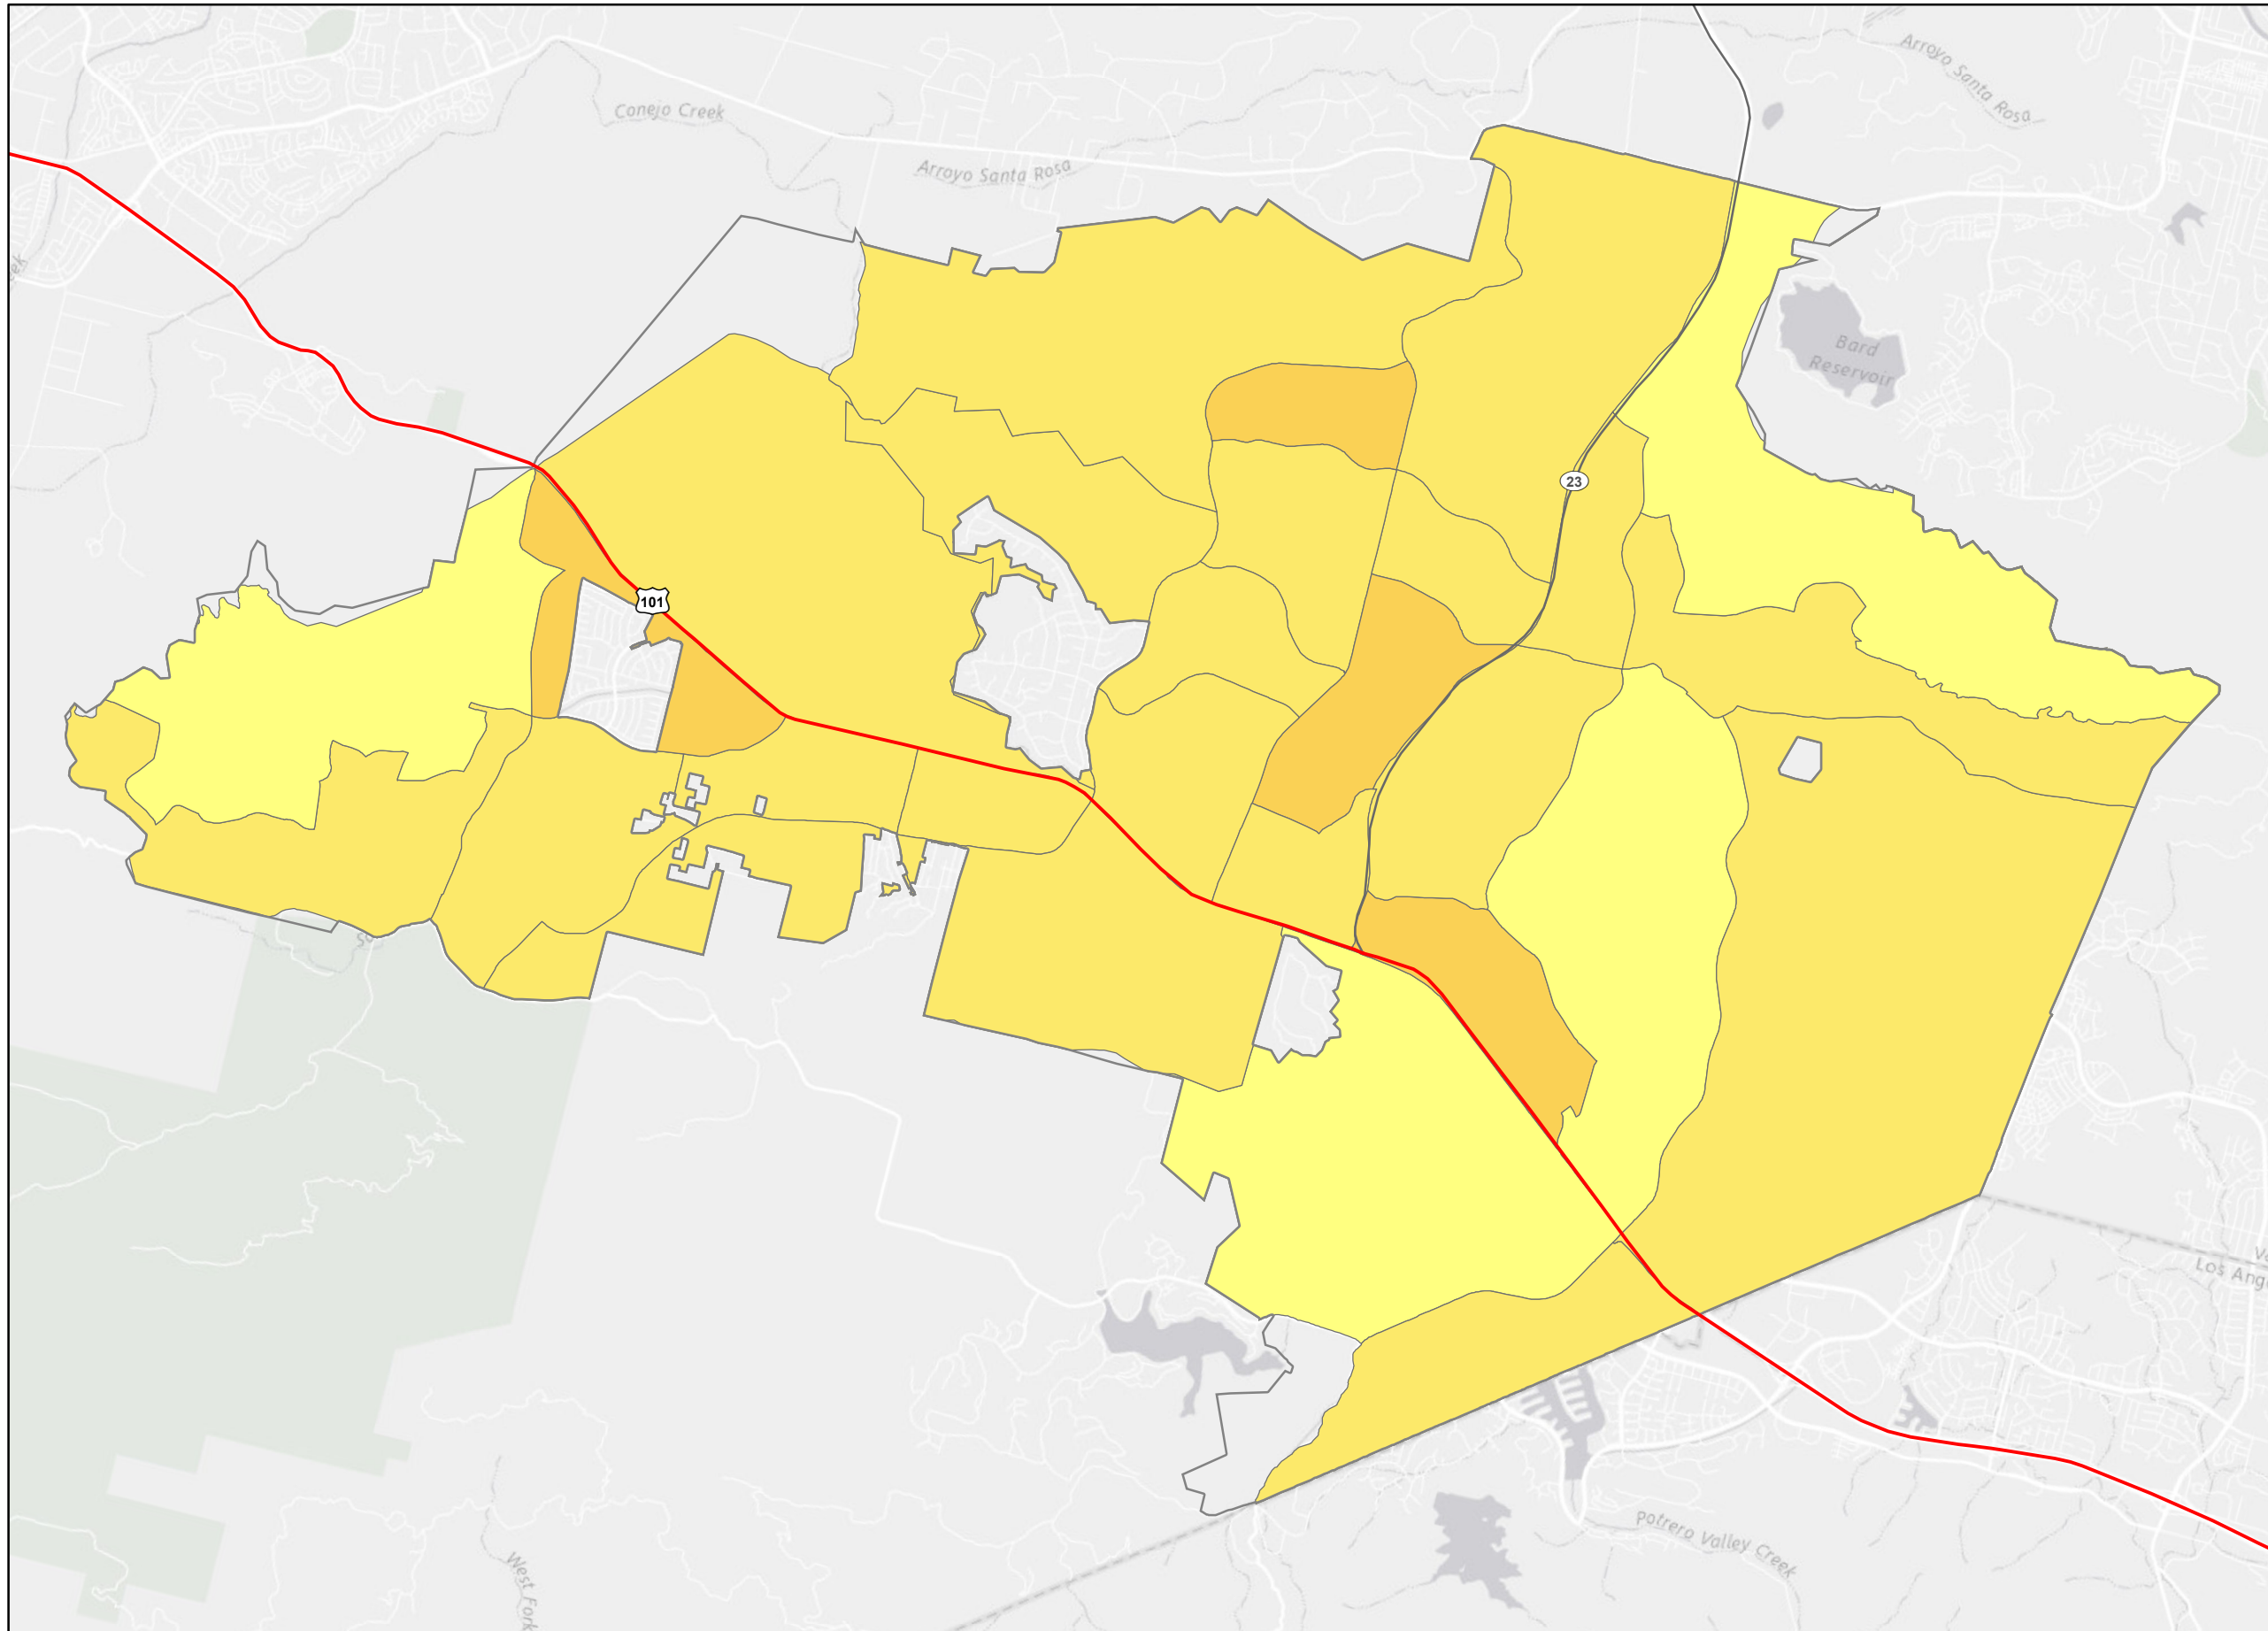 Arroyo Santa Rosa
Conejo Creek
Arroyo Santa Rosa
Bard
Reservoir
23
101
Los Ang
Potrero Valley Creek
West Fork